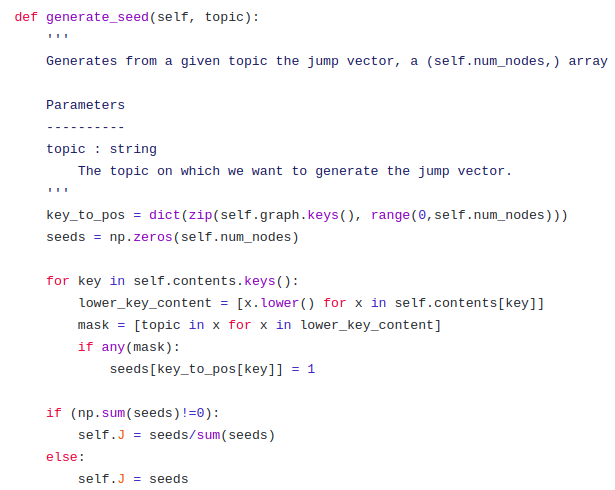 def generate_seed(self, topic):
    '''
    Generates from a given topic the jump vector, a (self.num_nodes,) array

    Parameters
    ----------
    topic : string
        The topic on which we want to generate the jump vector.
    '''
    key_to_pos = dict(zip(self.graph.keys(), range(0,self.num_nodes)))
    seeds = np.zeros(self.num_nodes)

    for key in self.contents.keys():
        lower_key_content = [x.lower() for x in self.contents[key]]
        mask = [topic in x for x in lower_key_content]
        if any(mask):
            seeds[key_to_pos[key]] = 1

    if (np.sum(seeds)!=0):
        self.J = seeds/sum(seeds)
    else:
        self.J = seeds